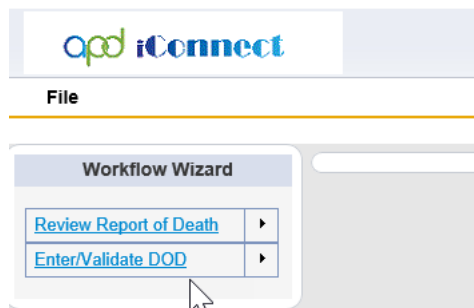 apd iConnect
File
Workflow Wizard
Review Report of Death
Enter/Validate DOD